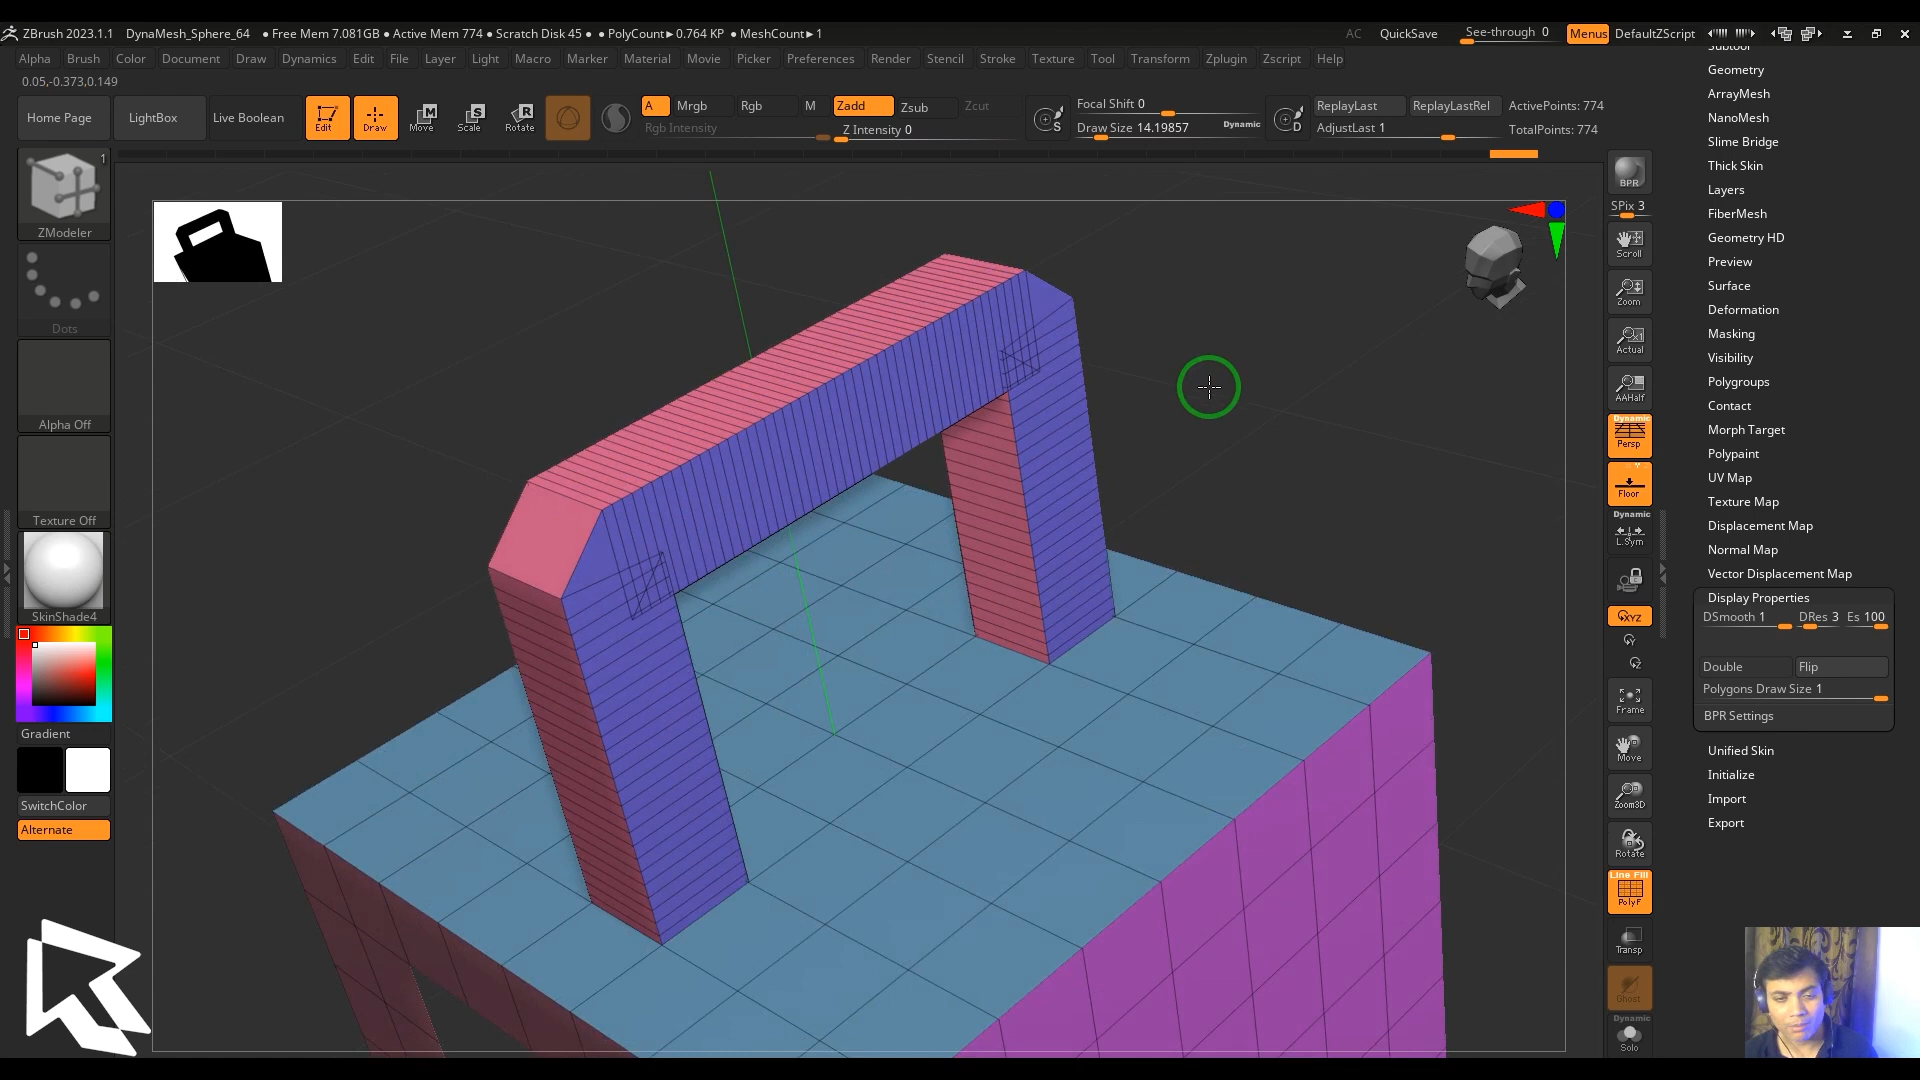 ZBrush 2023.1.1 DynaMesh_Sphere_64 ● Free Mem 7.081GB ● Active Mem 774 ● Scratch Disk 45 ● ● PolyCount► 0.764 KP ● MeshCount► 1 AC QuickSave See-through 0 Menus DefaultZScript
Alpha Brush Color Document Draw Dynamics Edit File Layer Light Macro Marker Material Movie Picker Preferences Render Stencil Stroke Texture Tool Transform Zplugin Zscript Help
0.05,-0.373,0.149
Home Page LightBox Live Boolean Edit Draw Move Scale Rotate
A Mrgb Rgb M Zadd Zsub Zcut
Rgb Intensity Z Intensity 0
S Focal Shift 0
Draw Size 14.19857 Dynamic
D ReplayLast ReplayLastRel ActivePoints: 774
AdjustLast 1 TotalPoints: 774
1
ZModeler
Dots
Alpha Off
Texture Off
SkinShade4
Gradient
SwitchColor
Alternate
BPR
SPix 3
Scroll
Zoom
Actual
AAHalf
Dynamic
Persp
Floor
Dynamic
L.Sym
XYZ
Y
Z
Frame
Move
Zoom3D
Rotate
Line Fill
PolyF
Transp
Ghost
Dynamic
Solo
Subtool
Geometry
ArrayMesh
NanoMesh
Slime Bridge
Thick Skin
Layers
FiberMesh
Geometry HD
Preview
Surface
Deformation
Masking
Visibility
Polygroups
Contact
Morph Target
Polypaint
UV Map
Texture Map
Displacement Map
Normal Map
Vector Displacement Map
Display Properties
DSmooth 1 DRes 3 Es 100
Double Flip
Polygons Draw Size 1
BPR Settings
Unified Skin
Initialize
Import
Export